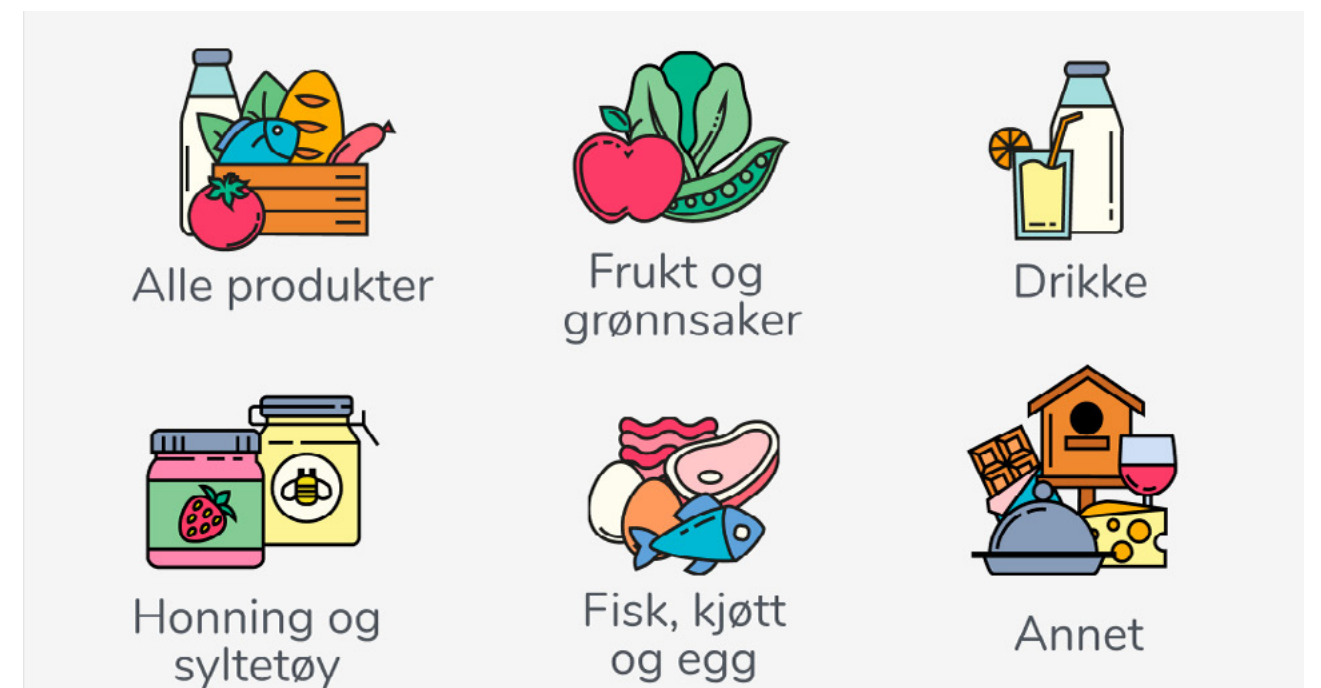 Alle produkter
Frukt og
grønnsaker
Drikke
Honning og
syltetøy
Fisk, kjøtt
og egg
Annet